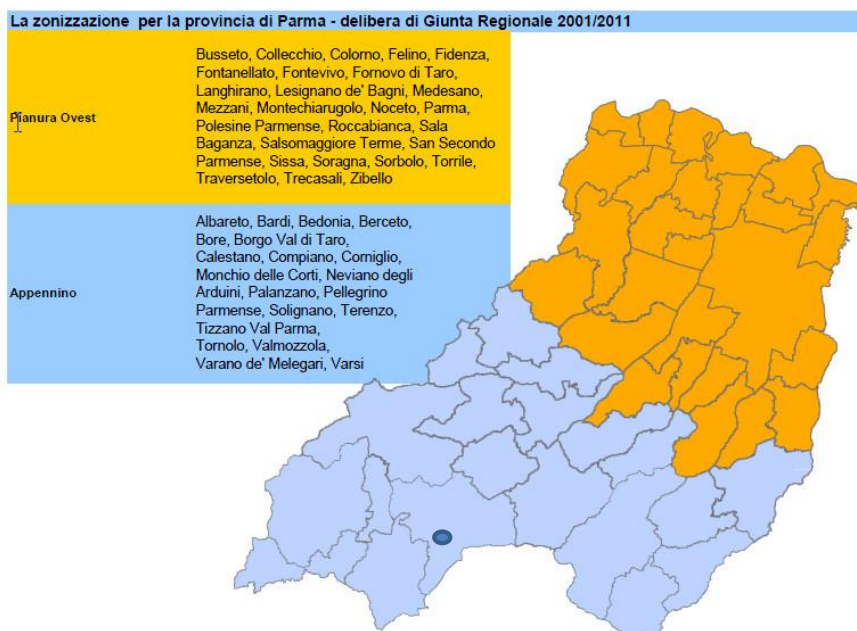 La zonizzazione per la provincia di Parma - delibera di Giunta Regionale 2001/2011
Pianura Ovest
Busseto, Collecchio, Colorno, Felino, Fidenza,
Fontanellato, Fontevivo, Fornovo di Taro,
Langhirano, Lesignano de' Bagni, Medesano,
Mezzani, Montechiarugolo, Noceto, Parma,
Polesine Parmense, Roccabianca, Sala
Baganza, Salsomaggiore Terme, San Secondo
Parmense, Sissa, Soragna, Sorbolo, Torrile,
Traversetolo, Trecasali, Zibello
Appennino
Albareto, Bardi, Bedonia, Berceto,
Bore, Borgo Val di Taro,
Calestano, Compiano, Corniglio,
Monchio delle Corti, Neviano degli
Arduini, Palanzano, Pellegrino
Parmense, Solignano, Terenzo,
Tizzano Val Parma,
Tornolo, Valmozzola,
Varano de' Melegari, Varsi